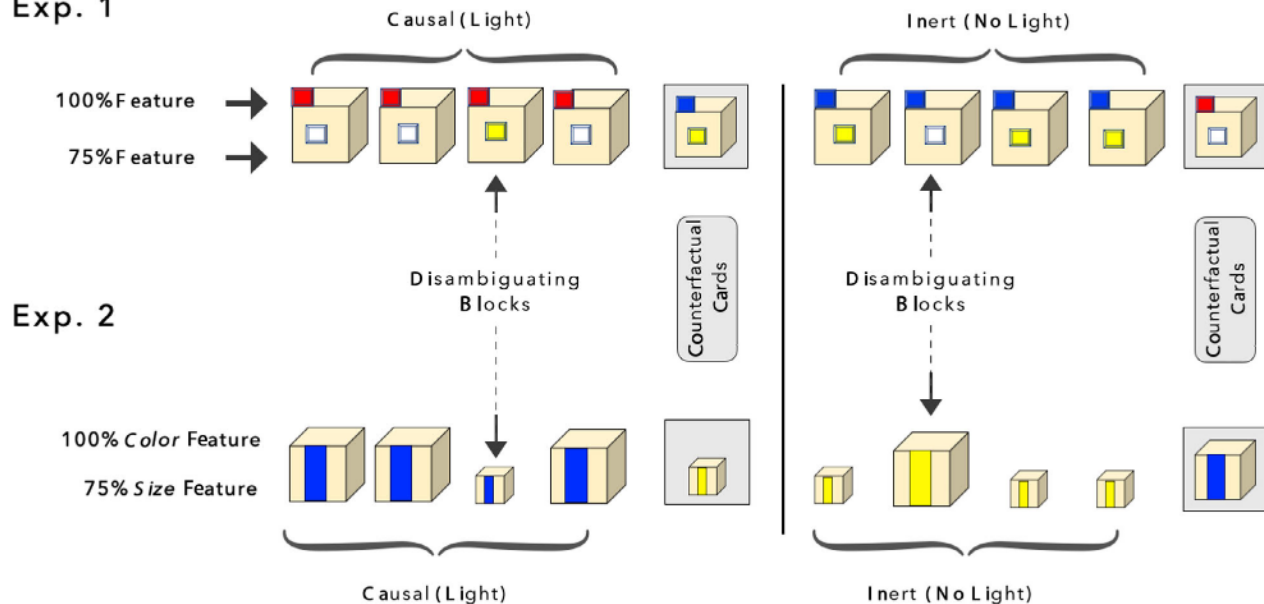 Exp. 1
Causal (Light)
Inert (No Light)
100% Feature
75% Feature
Disambiguating
Blocks
Counterfactual
Cards
Disambiguating
Blocks
Counterfactual
Cards
Exp. 2
100% Color Feature
75% Size Feature
Causal (Light)
Inert (No Light)